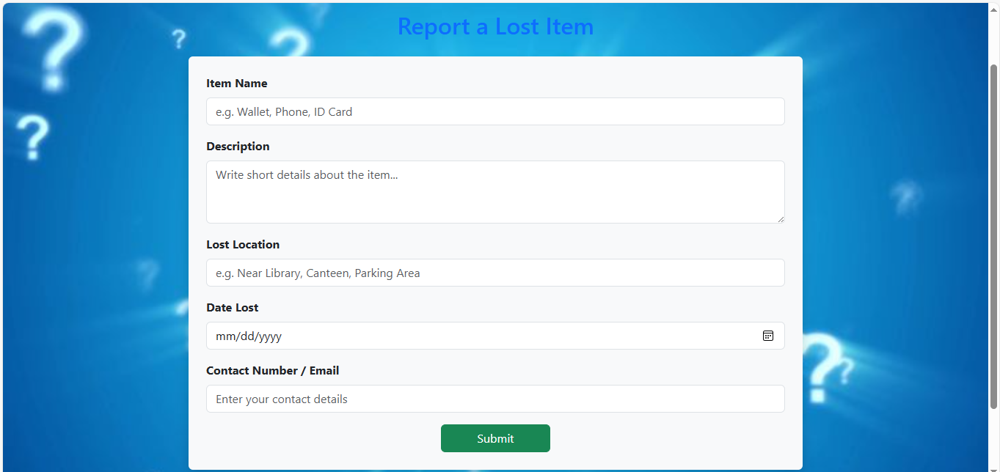 Report a Lost Item
Item Name
e.g. Wallet, Phone, ID Card
Description
Write short details about the item...
Lost Location
e.g. Near Library, Canteen, Parking Area
Date Lost
mm/dd/yyyy
Contact Number / Email
Enter your contact details
Submit